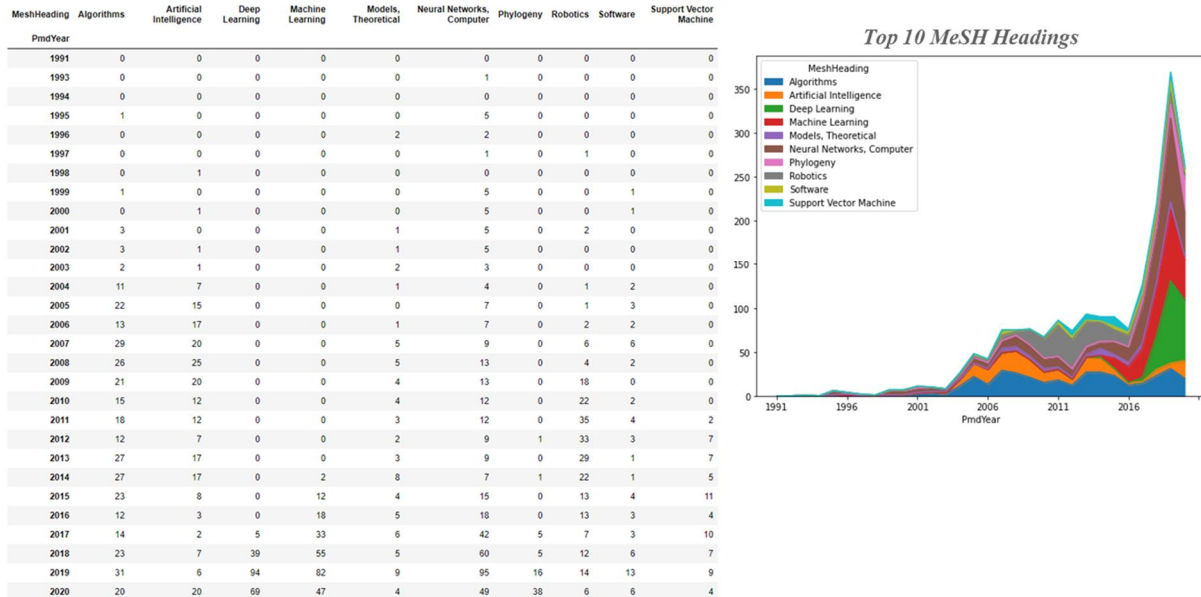 MeshHeading Algorithms Artificial Intelligence Deep Learning Machine Learning Models, Theoretical Neural Networks, Computer Phylogeny Robotics Software Support Vector Machine
PmdYear
1991 0 0 0 0 0 0 0 0 0 0
1993 0 0 0 0 0 1 0 0 0 0
1994 0 0 0 0 0 0 0 0 0 0
1995 1 0 0 0 0 5 0 0 0 0
1996 0 0 0 0 2 2 0 0 0 0
1997 0 0 0 0 0 1 0 1 0 0
1998 0 1 0 0 0 0 0 0 0 0
1999 1 0 0 0 0 5 0 0 1 0
2000 0 1 0 0 0 5 0 0 1 0
2001 3 0 0 0 1 5 0 2 0 0
2002 3 1 0 0 1 5 0 0 0 0
2003 2 1 0 0 2 3 0 0 0 0
2004 11 7 0 0 1 4 0 1 2 0
2005 22 15 0 0 0 7 0 1 3 0
2006 13 17 0 0 1 7 0 2 2 0
2007 29 20 0 0 5 9 0 6 6 0
2008 26 25 0 0 5 13 0 4 2 0
2009 21 20 0 0 4 13 0 18 0 0
2010 15 12 0 0 4 12 0 22 2 0
2011 18 12 0 0 3 12 0 35 4 2
2012 12 7 0 0 2 9 1 33 3 7
2013 27 17 0 0 3 9 0 29 1 7
2014 27 17 0 2 8 7 1 22 1 5
2015 23 8 0 12 4 15 0 13 4 11
2016 12 3 0 18 5 18 0 13 3 4
2017 14 2 5 33 6 42 5 7 3 10
2018 23 7 39 55 5 60 5 12 6 7
2019 31 6 94 82 9 95 16 14 13 9
2020 20 20 69 47 4 49 38 6 6 4
Top 10 MeSH Headings
MeshHeading
Algorithms
Artificial Intelligence
Deep Learning
Machine Learning
Models, Theoretical
Neural Networks, Computer
Phylogeny
Robotics
Software
Support Vector Machine
350
300
250
200
150
100
50
0
1991 1996 2001 2006 2011 2016
PmdYear